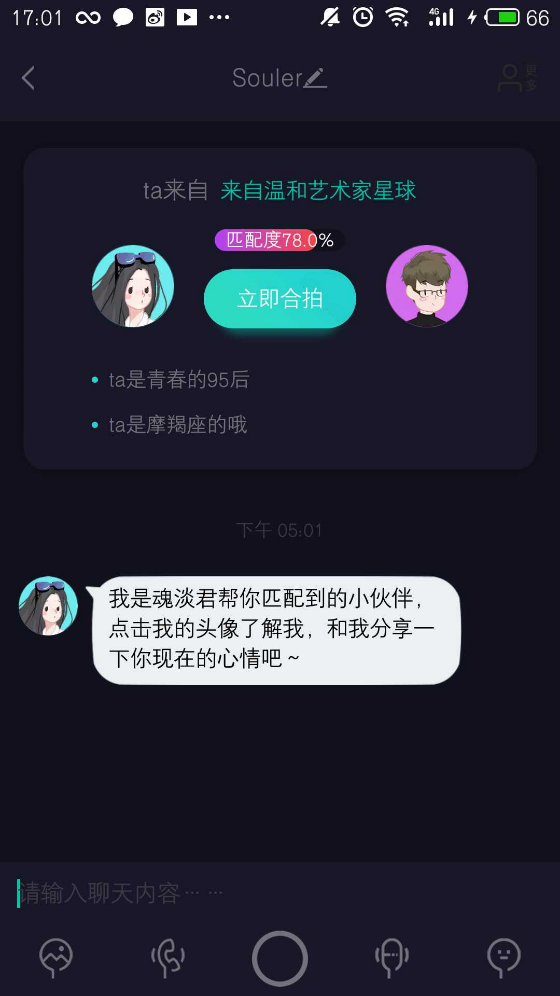 17:01 4G 66
Souler
更多
ta来自 来自温和艺术家星球
匹配度78.0%
立即合拍
ta是青春的95后
ta是摩羯座的哦
下午 05:01
我是魂淡君帮你匹配到的小伙伴，
点击我的头像了解我，和我分享一
下你现在的心情吧～
请输入聊天内容……